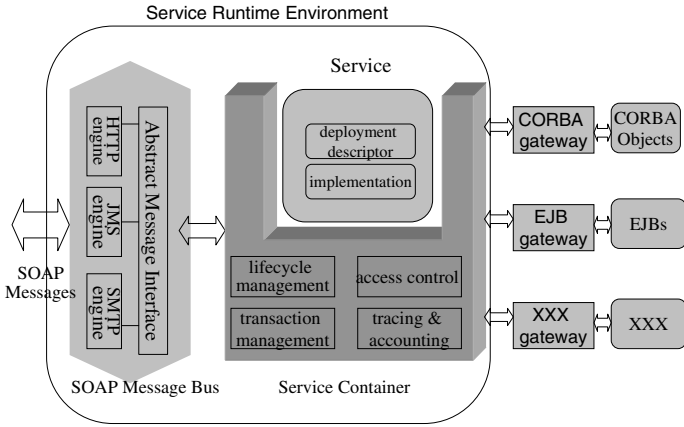 Service Runtime Environment
Service
deployment
descriptor
implementation
HTTP
engine
JMS
engine
SMTP
engine
Abstract Message Interface
SOAP
Messages
lifecycle
management
access control
transaction
management
tracing &
accounting
SOAP Message Bus
Service Container
CORBA
gateway
CORBA
Objects
EJB
gateway
EJBs
XXX
gateway
XXX